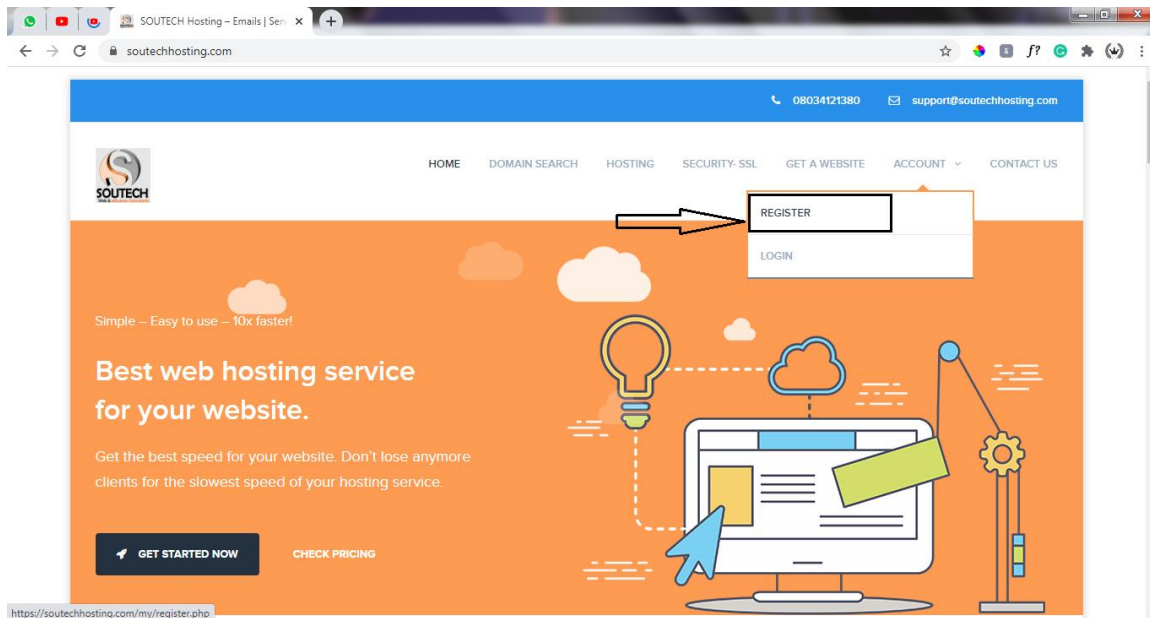 SOUTECH Hosting – Emails | Ser
soutechhosting.com
f?
08034121380 support@soutechhosting.com
SOUTECH
HOME DOMAIN SEARCH HOSTING SECURITY- SSL GET A WEBSITE ACCOUNT CONTACT US
REGISTER
LOGIN
Simple – Easy to use – 10x faster!
Best web hosting service
for your website.
Get the best speed for your website. Don't lose anymore
clients for the slowest speed of your hosting service.
GET STARTED NOW CHECK PRICING
https://soutechhosting.com/my/register.php